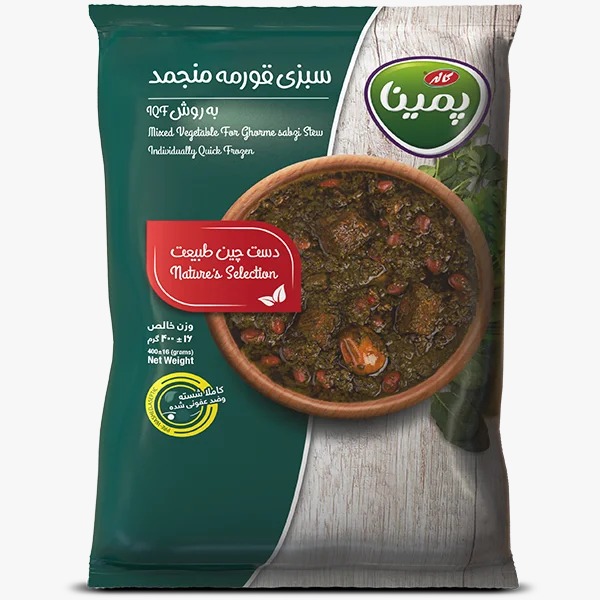 سبزی قورمه منجمد
به روش IQF
Mixed Vegetable For Ghorme sabzi Stew
Individually Quick Frozen
کاله
پمینا
دست چین طبیعت
Nature's Selection
وزن خالص
۴۰۰±۱۶ گرم
400±16 (grams)
Net Weight
کاملا شسته
وضد عفونی شده